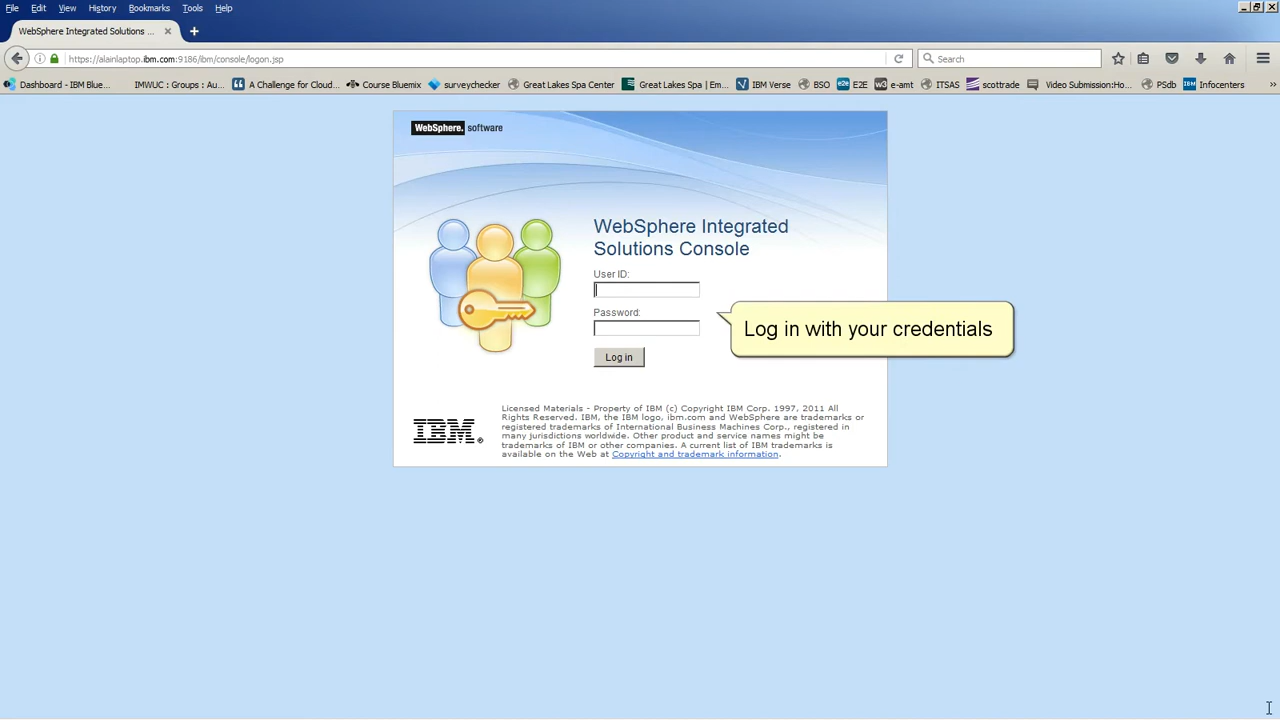 File Edit View History Bookmarks Tools Help
WebSphere Integrated Solutions ...
https://alainlaptop.ibm.com:9186/ibm/console/logon.jsp
Search
Dashboard - IBM Blue... IMWUC : Groups : Au... A Challenge for Cloud... Course Bluemix surveychecker Great Lakes Spa Center Great Lakes Spa | Em... IBM Verse BSO E2E e-amt ITSAS scottrade Video Submission:Ho... PSdb Infocenters
WebSphere. software
WebSphere Integrated
Solutions Console
User ID:
Password:
Log in with your credentials
Log in
Licensed Materials - Property of IBM (c) Copyright IBM Corp. 1997, 2011 All
Rights Reserved. IBM, the IBM logo, ibm.com and WebSphere are trademarks or
registered trademarks of International Business Machines Corp., registered in
many jurisdictions worldwide. Other product and service names might be
trademarks of IBM or other companies. A current list of IBM trademarks is
available on the Web at Copyright and trademark information.
IBM